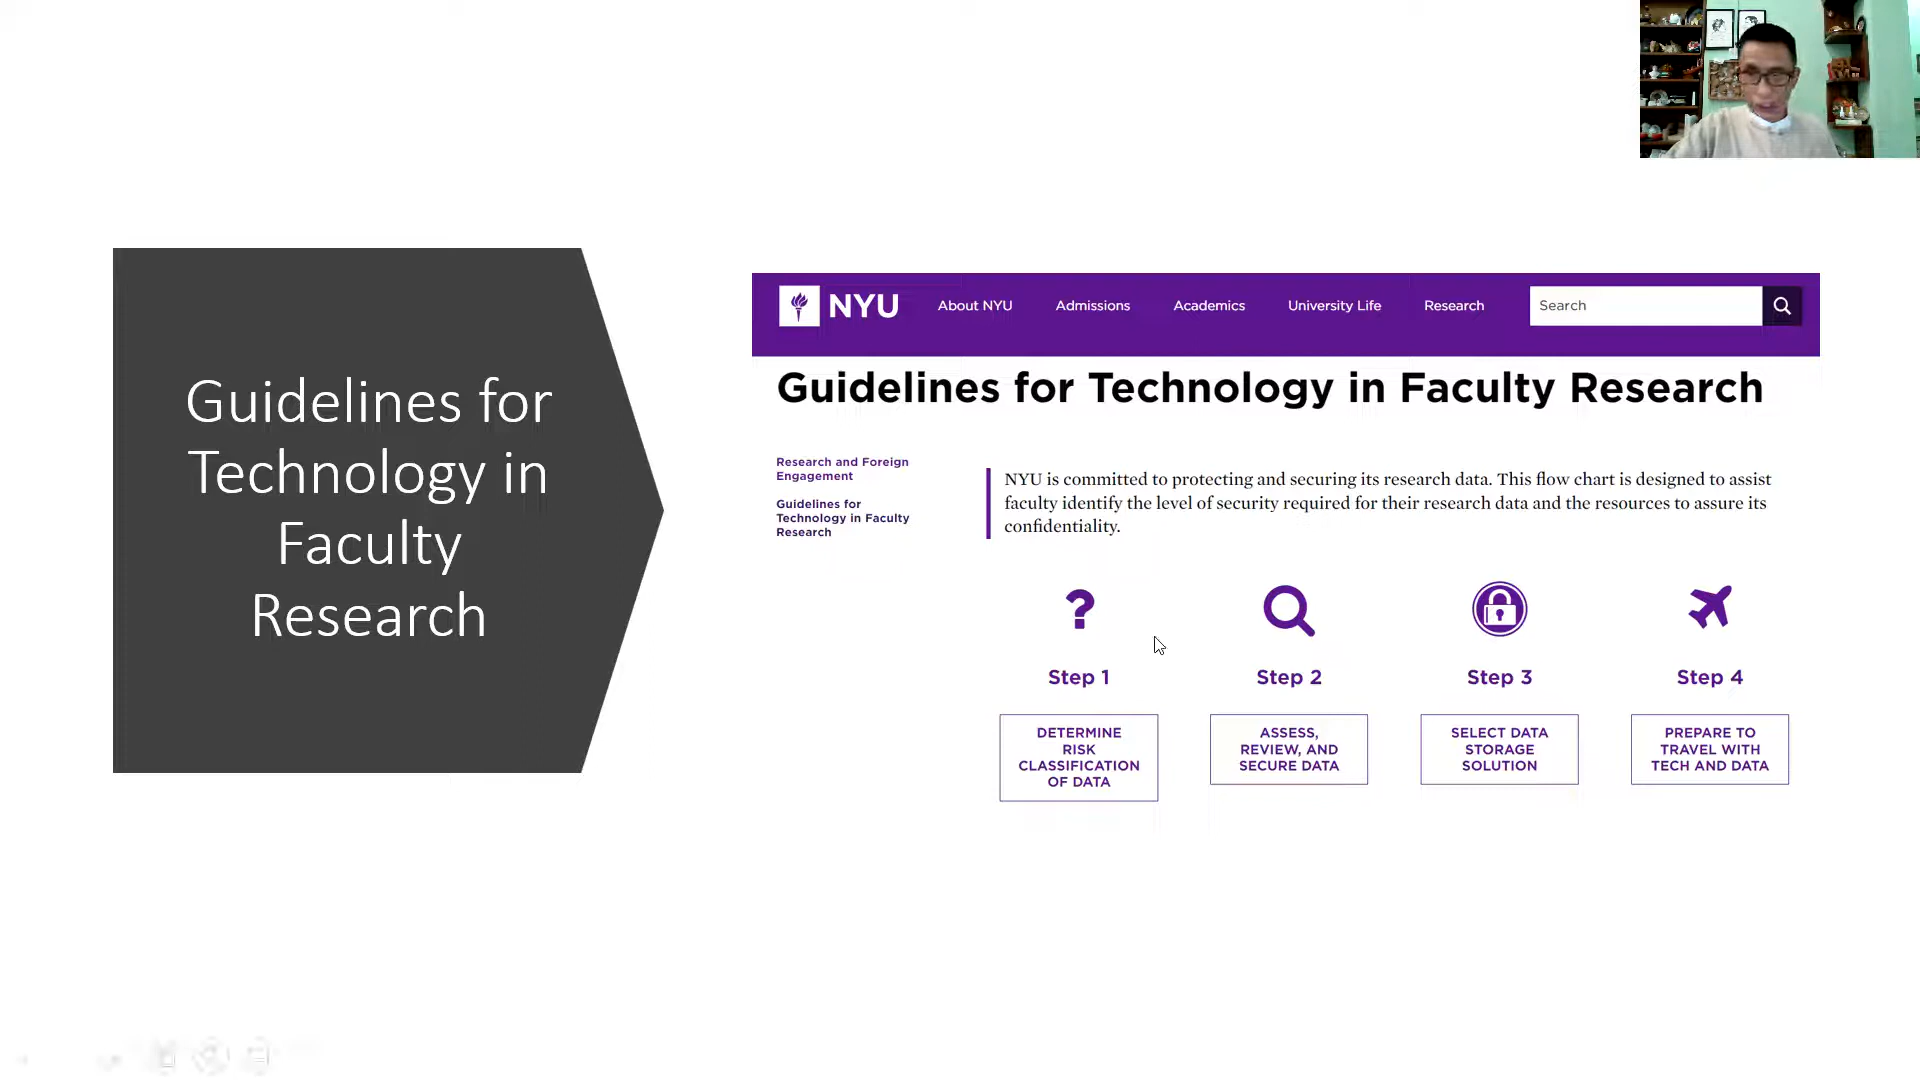 Guidelines for
Technology in
Faculty
Research
NYU
About NYU
Admissions
Academics
University Life
Research
Search
Guidelines for Technology in Faculty Research
Research and Foreign
Engagement
Guidelines for
Technology in Faculty
Research
NYU is committed to protecting and securing its research data. This flow chart is designed to assist
faculty identify the level of security required for their research data and the resources to assure its
confidentiality.
?
Step 1
DETERMINE
RISK
CLASSIFICATION
OF DATA
Step 2
ASSESS,
REVIEW, AND
SECURE DATA
Step 3
SELECT DATA
STORAGE
SOLUTION
Step 4
PREPARE TO
TRAVEL WITH
TECH AND DATA